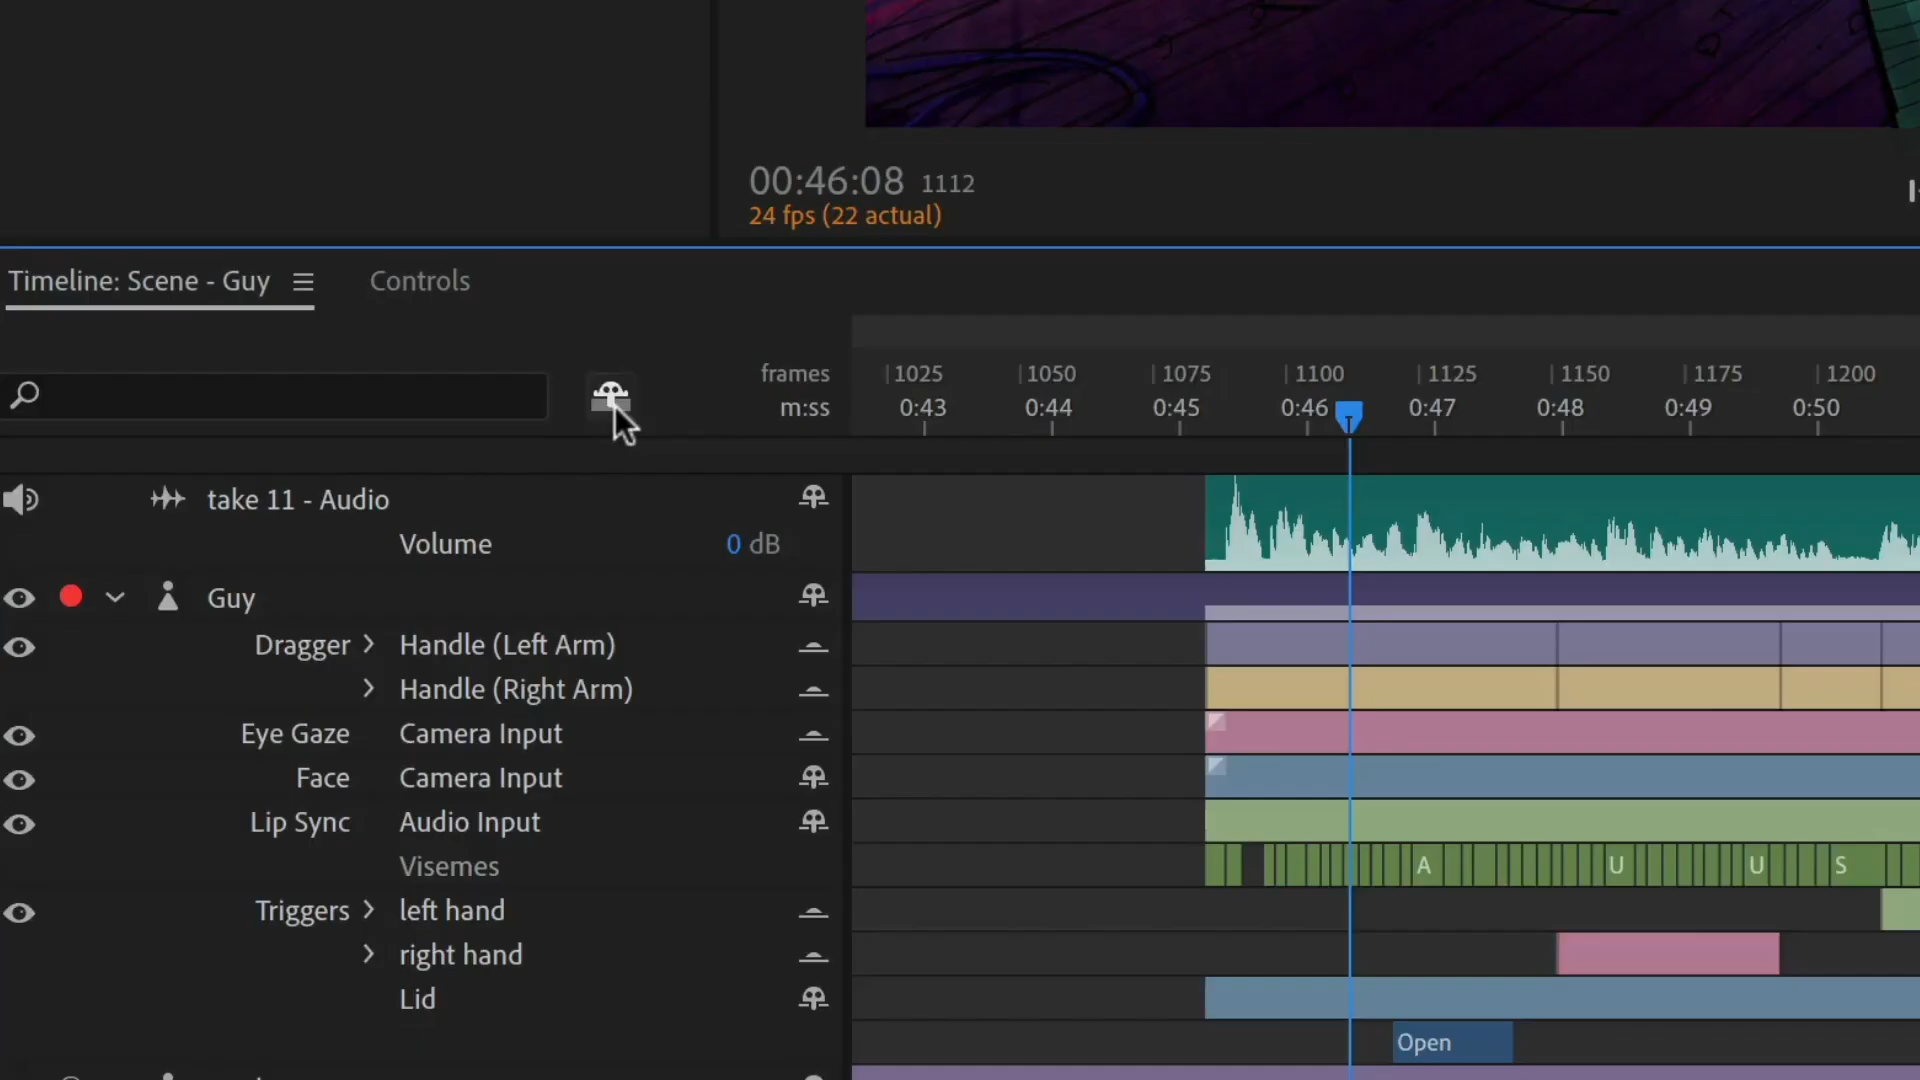 00:46:08 1112
24 fps (22 actual)
Timeline: Scene - Guy Controls
frames 1025 1050 1075 1100 1125 1150 1175 1200
m:ss 0:43 0:44 0:45 0:46 0:47 0:48 0:49 0:50
take 11 - Audio
Volume 0 dB
Guy
Dragger Handle (Left Arm)
Handle (Right Arm)
Eye Gaze Camera Input
Face Camera Input
Lip Sync Audio Input
Visemes A U U S
Triggers left hand
right hand
Lid
Open